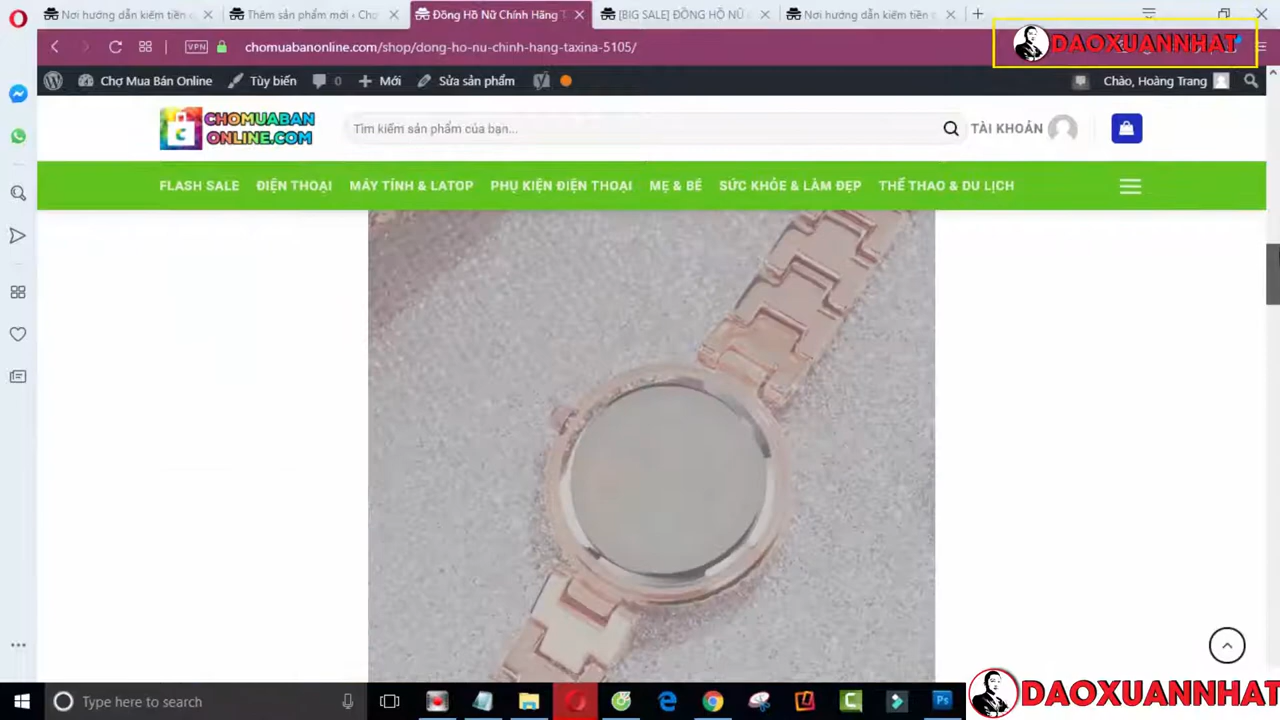 Nơi hướng dẫn kiếm tiền c
Thêm sản phẩm mới ‹ Chợ
Đồng Hồ Nữ Chính Hãng T
[BIG SALE] ĐỒNG HỒ NỮ
Nơi hướng dẫn kiếm tiền c
DAOXUANNHAT
VPN
chomuabanonline.com/shop/dong-ho-nu-chinh-hang-taxina-5105/
Chợ Mua Bán Online
Tùy biến
0
Mới
Sửa sản phẩm
Chào, Hoàng Trang
CHOMUABAN
ONLINE.COM
Tìm kiếm sản phẩm của bạn...
TÀI KHOẢN
FLASH SALE
ĐIỆN THOẠI
MÁY TÍNH & LATOP
PHỤ KIỆN ĐIỆN THOẠI
MẸ & BÉ
SỨC KHỎE & LÀM ĐẸP
THỂ THAO & DU LỊCH
Type here to search
Ps
DAOXUANNHAT